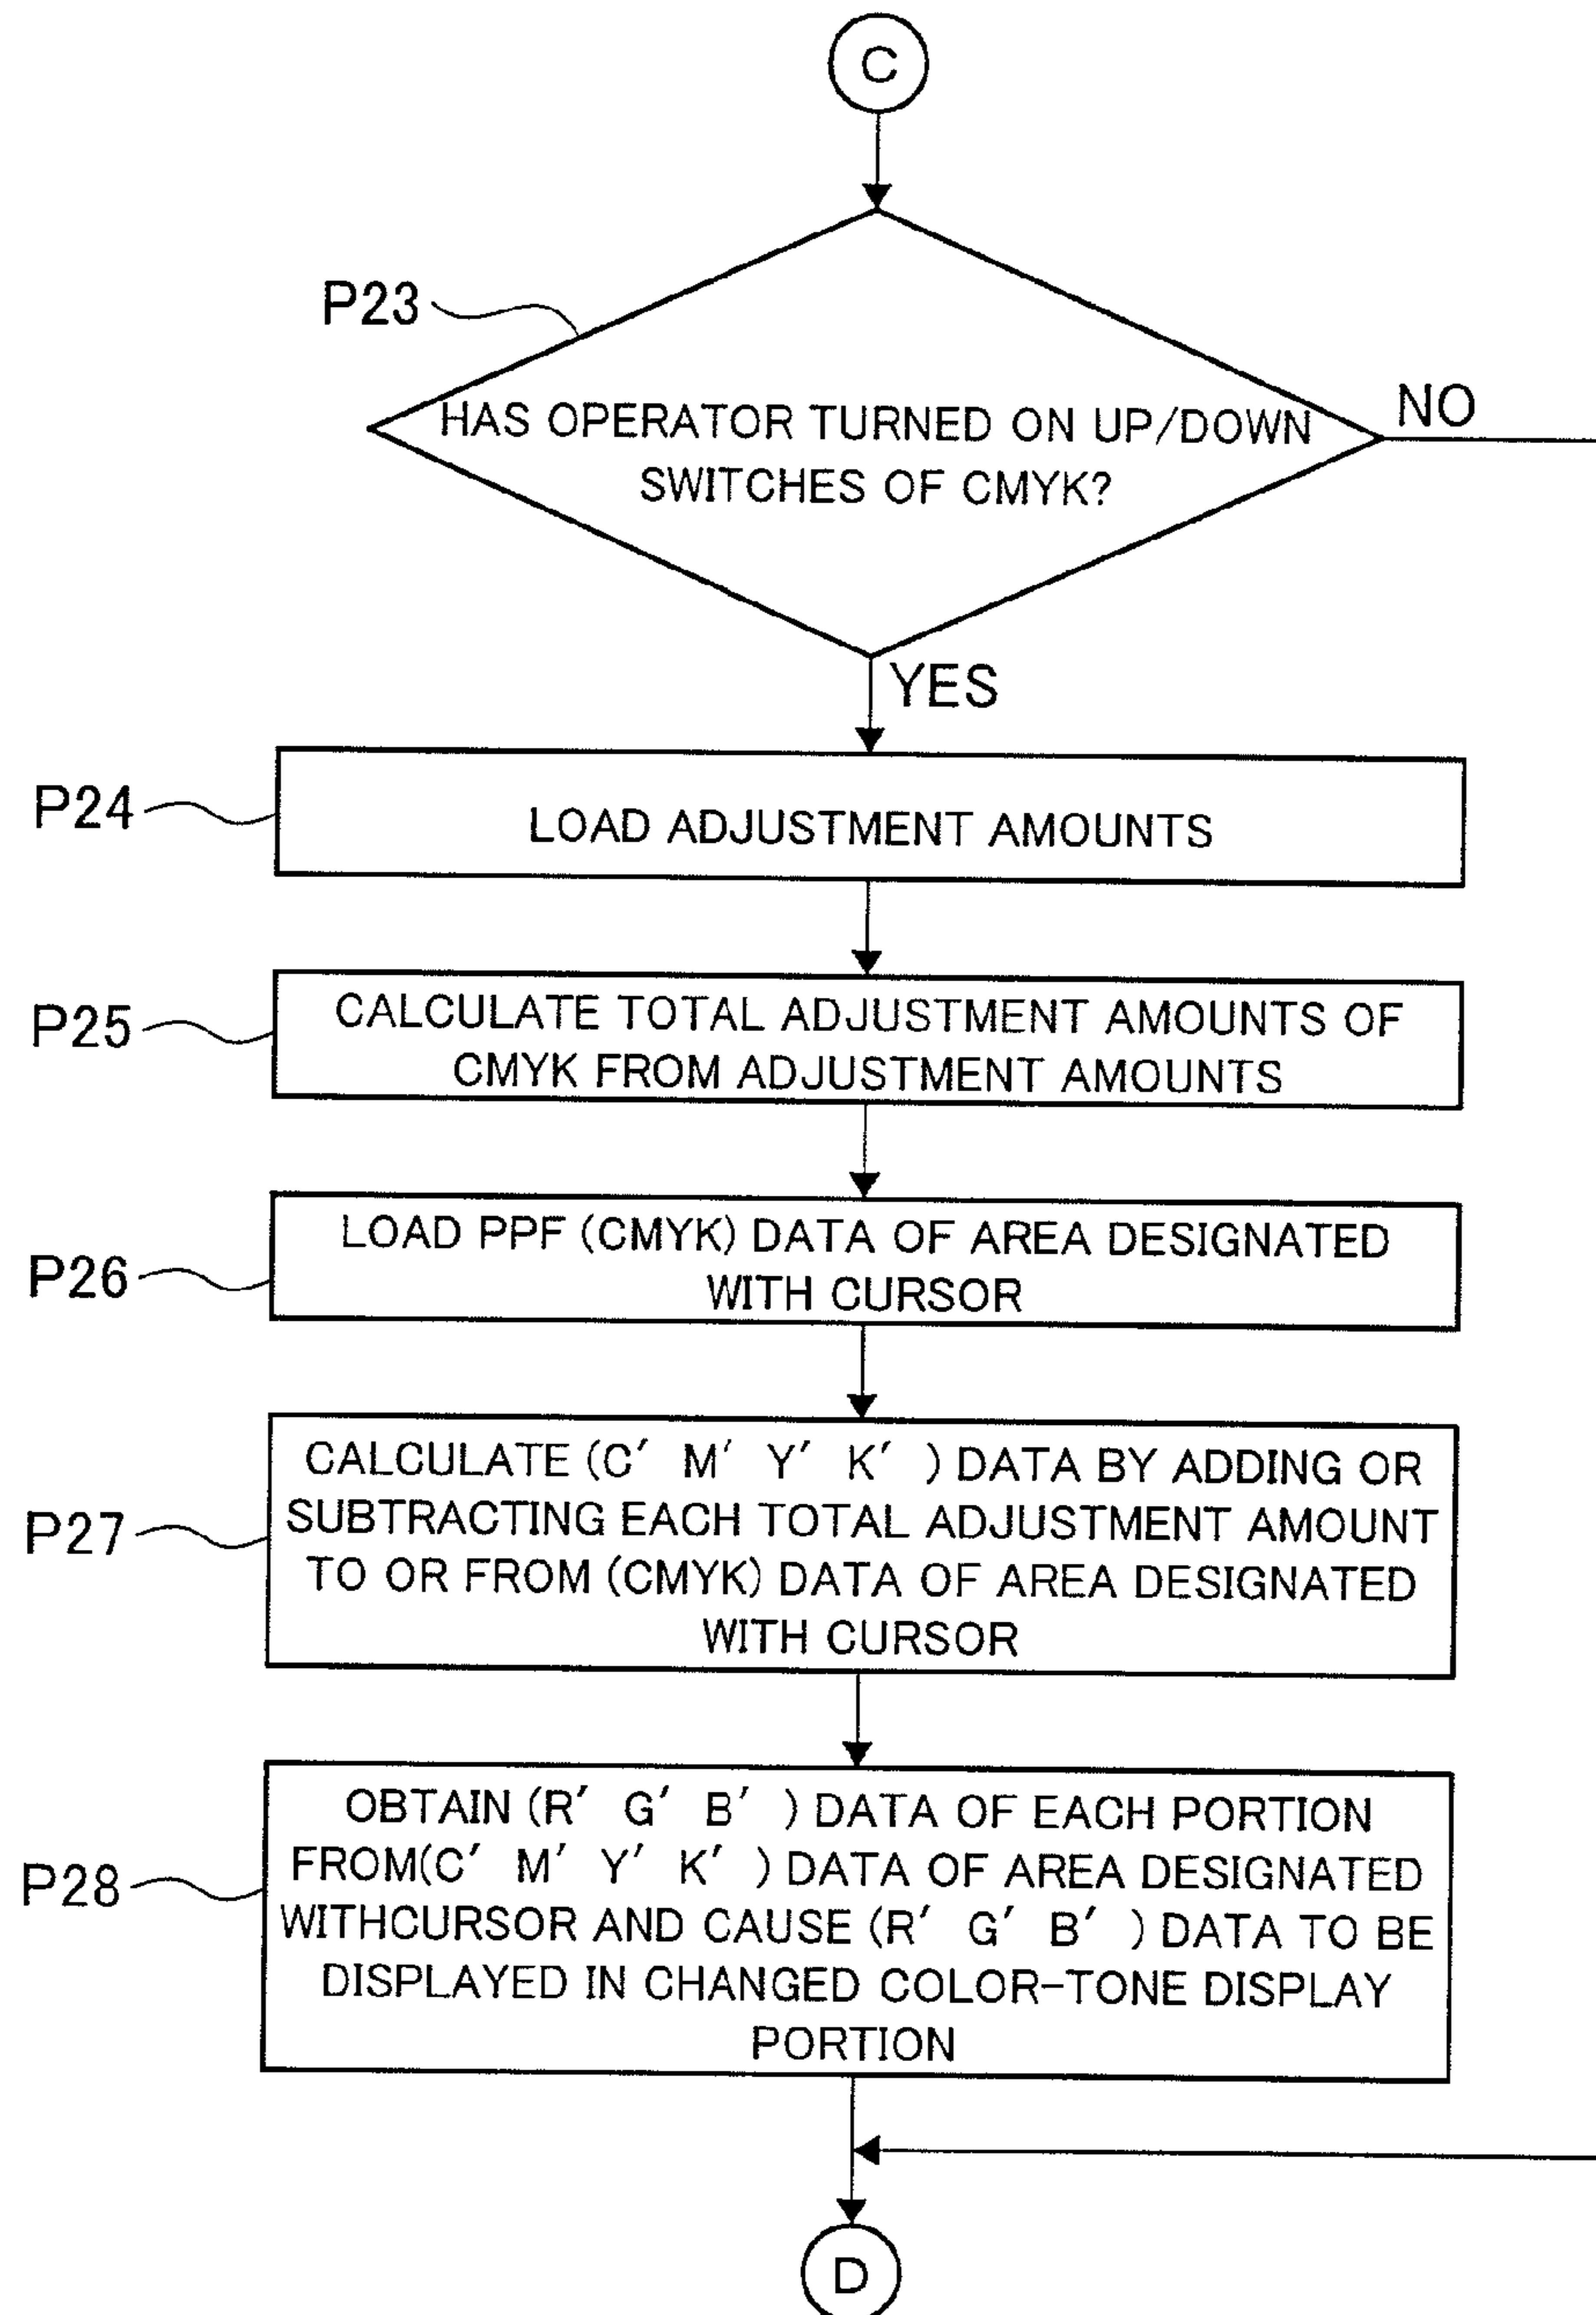 C
P23
HAS OPERATOR TURNED ON UP/DOWN
SWITCHES OF CMYK?
NO
YES
P24
LOAD ADJUSTMENT AMOUNTS
P25
CALCULATE TOTAL ADJUSTMENT AMOUNTS OF
CMYK FROM ADJUSTMENT AMOUNTS
P26
LOAD PPF (CMYK) DATA OF AREA DESIGNATED
WITH CURSOR
P27
CALCULATE (C′ M′ Y′ K′ ) DATA BY ADDING OR
SUBTRACTING EACH TOTAL ADJUSTMENT AMOUNT
TO OR FROM (CMYK) DATA OF AREA DESIGNATED
WITH CURSOR
P28
OBTAIN (R′ G′ B′ ) DATA OF EACH PORTION
FROM(C′ M′ Y′ K′ ) DATA OF AREA DESIGNATED
WITHCURSOR AND CAUSE (R′ G′ B′ ) DATA TO BE
DISPLAYED IN CHANGED COLOR-TONE DISPLAY
PORTION
D